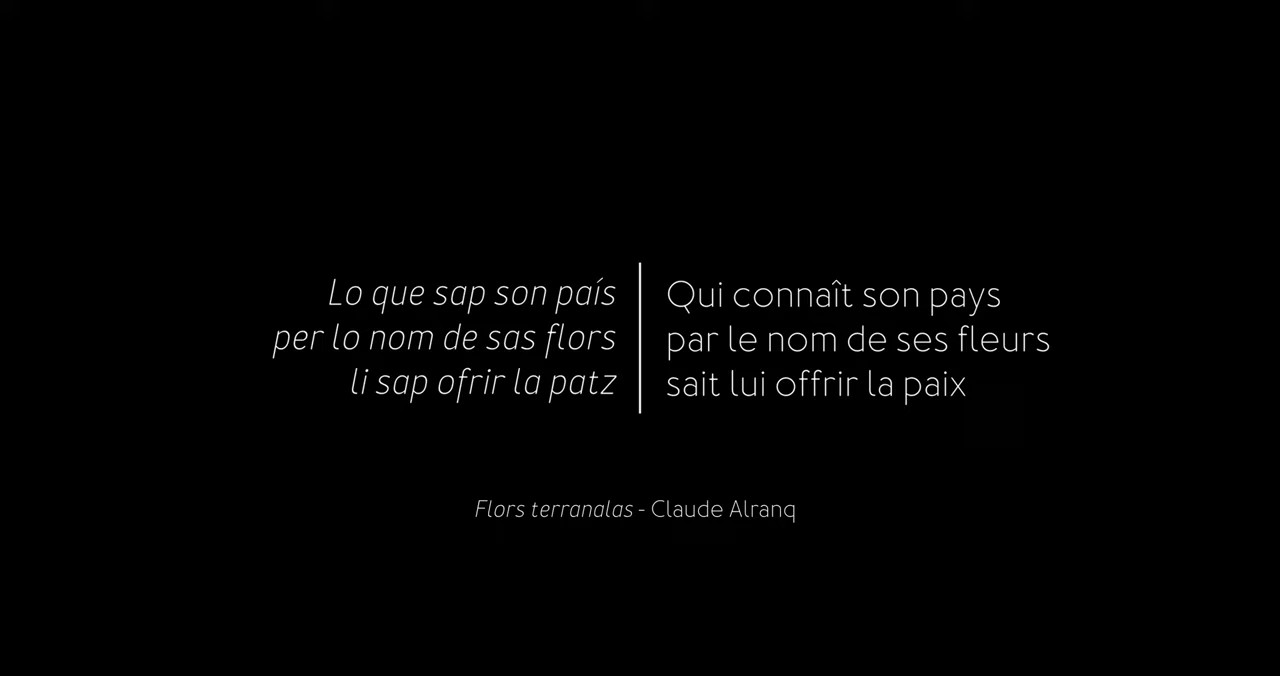 Lo que sap son país
per lo nom de sas flors
li sap ofrir la patz
Qui connaît son pays
par le nom de ses fleurs
sait lui offrir la paix
Flors terranalas - Claude Alranq